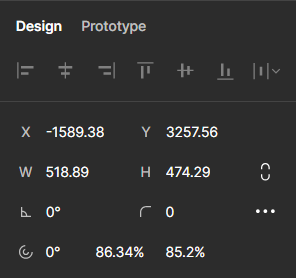 Design Prototype
X -1589.38 Y 3257.56
W 518.89 H 474.29
0° 0
0° 86.34% 85.2%